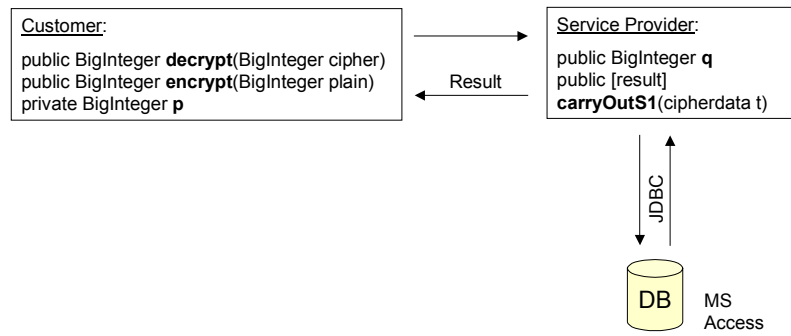 Customer:
public BigInteger decrypt(BigInteger cipher)
public BigInteger encrypt(BigInteger plain)
private BigInteger p
Result
Service Provider:
public BigInteger q
public [result]
carryOutS1(cipherdata t)
JDBC
DB
MS
Access